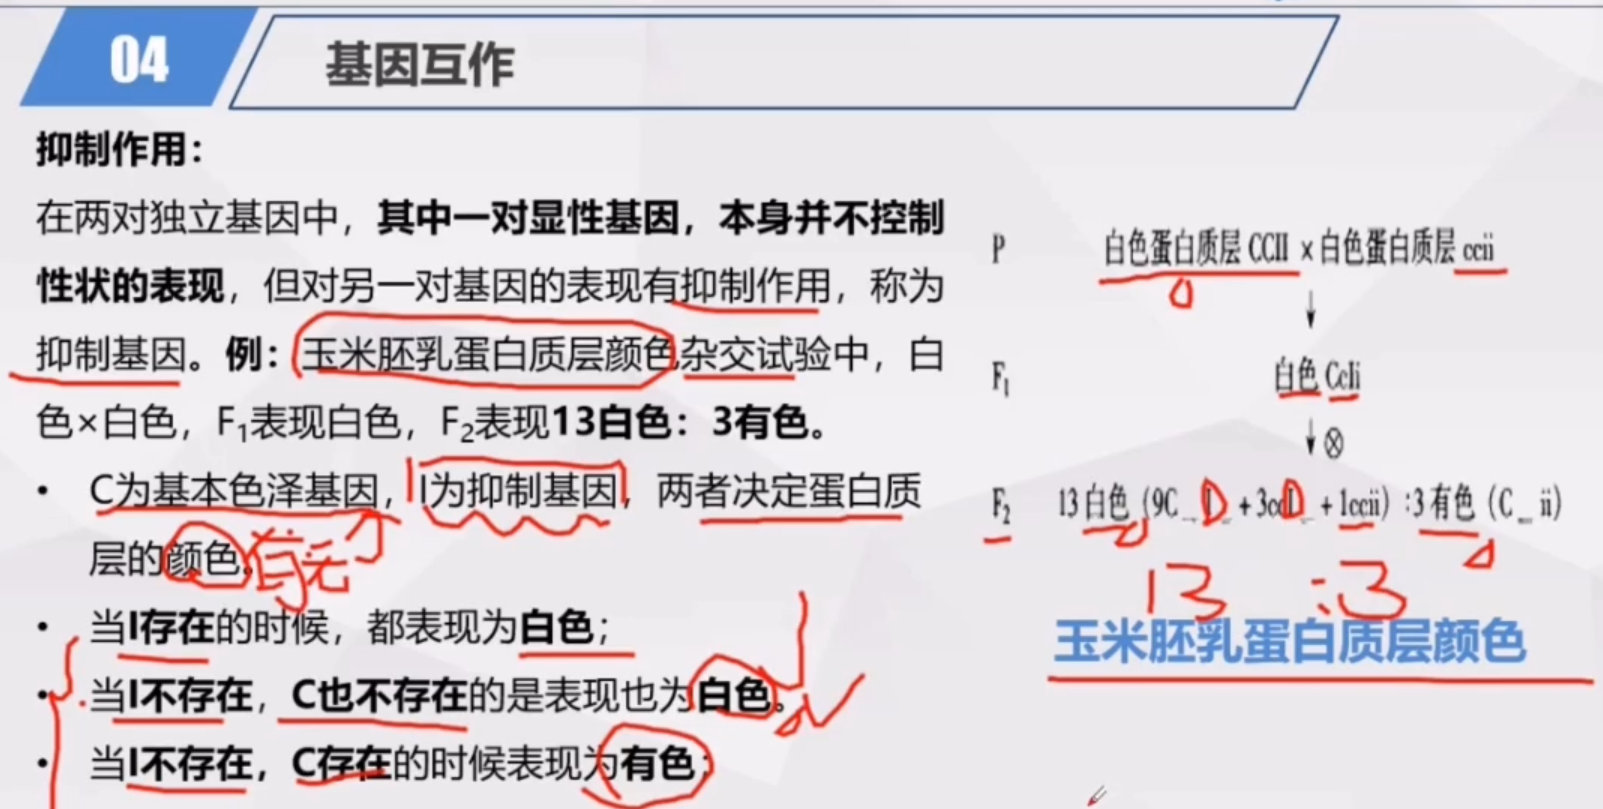 04 基因互作
抑制作用：
在两对独立基因中，其中一对显性基因，本身并不控制
性状的表现，但对另一对基因的表现有抑制作用，称为
抑制基因。例：玉米胚乳蛋白质层颜色杂交试验中，白
色×白色，F₁表现白色，F₂表现13白色：3有色。
• C为基本色泽基因，I为抑制基因，两者决定蛋白质
层的颜色。有无
• 当I存在的时候，都表现为白色；
• 当I不存在，C也不存在的是表现也为白色。
• 当I不存在，C存在的时候表现为有色；
P 白色蛋白质层 CCII × 白色蛋白质层 ccii
F₁ 白色 CcIi
F₂ 13 白色（9C_I_ + 3ccI_ + 1ccii）:3 有色（C_ii）
13 :3
玉米胚乳蛋白质层颜色